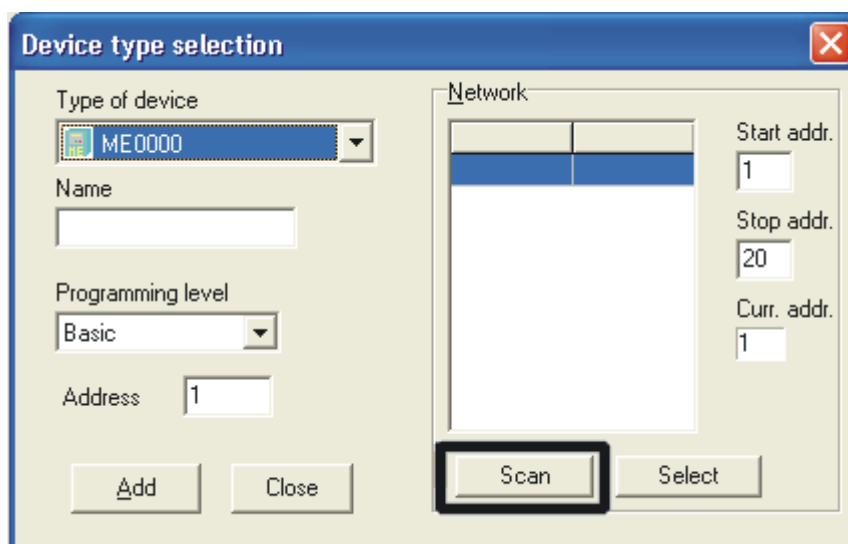 Device type selection
Type of device
ME0000
Name
Programming level
Basic
Address 1
Add Close
Network
Start addr.
1
Stop addr.
20
Curr. addr.
1
Scan Select